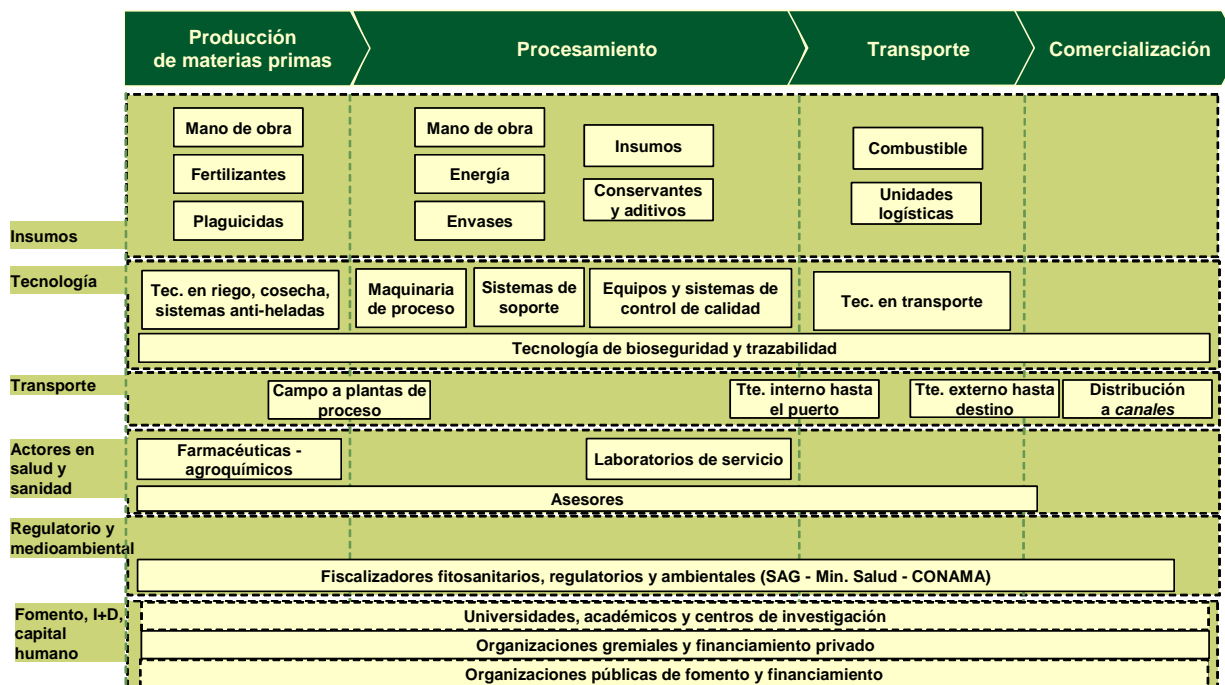 Producción
de materias primas
Procesamiento
Transporte
Comercialización
Insumos
Mano de obra
Fertilizantes
Plaguicidas
Mano de obra
Energía
Envases
Insumos
Conservantes
y aditivos
Combustible
Unidades
logísticas
Tecnología
Tec. en riego, cosecha,
sistemas anti-heladas
Maquinaria
de proceso
Sistemas de
soporte
Equipos y sistemas de
control de calidad
Tec. en transporte
Tecnología de bioseguridad y trazabilidad
Transporte
Campo a plantas de
proceso
Tte. interno hasta
el puerto
Tte. externo hasta
destino
Distribución
a canales
Actores en
salud y
sanidad
Farmacéuticas -
agroquímicos
Laboratorios de servicio
Asesores
Regulatorio y
medioambiental
Fiscalizadores fitosanitarios, regulatorios y ambientales (SAG - Min. Salud - CONAMA)
Fomento, I+D,
capital
humano
Universidades, académicos y centros de investigación
Organizaciones gremiales y financiamiento privado
Organizaciones públicas de fomento y financiamiento